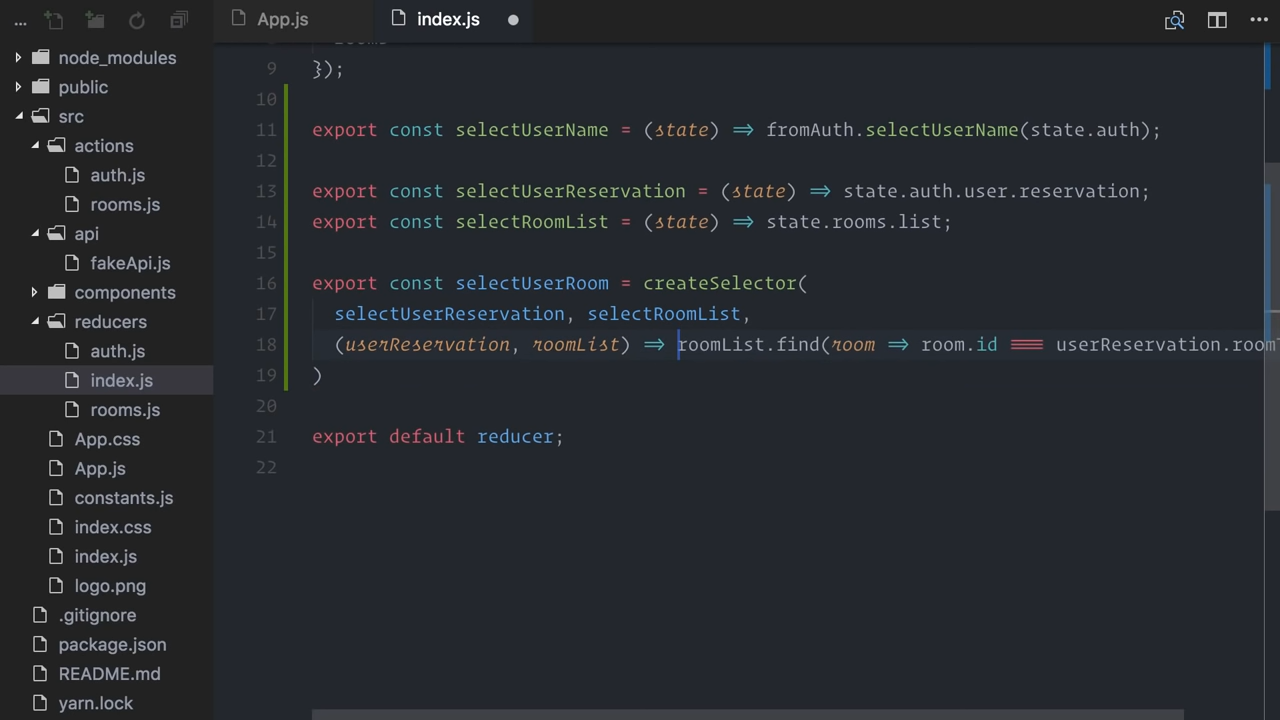 ...
App.js
index.js
...
node_modules
public
src
actions
auth.js
rooms.js
api
fakeApi.js
components
reducers
auth.js
index.js
rooms.js
App.css
App.js
constants.js
index.css
index.js
logo.png
.gitignore
package.json
README.md
yarn.lock
9 });
10
11 export const selectUserName = (state) => fromAuth.selectUserName(state.auth);
12
13 export const selectUserReservation = (state) => state.auth.user.reservation;
14 export const selectRoomList = (state) => state.rooms.list;
15
16 export const selectUserRoom = createSelector(
17 selectUserReservation, selectRoomList,
18 (userReservation, roomList) => roomList.find(room => room.id === userReservation.room
19 )
20
21 export default reducer;
22